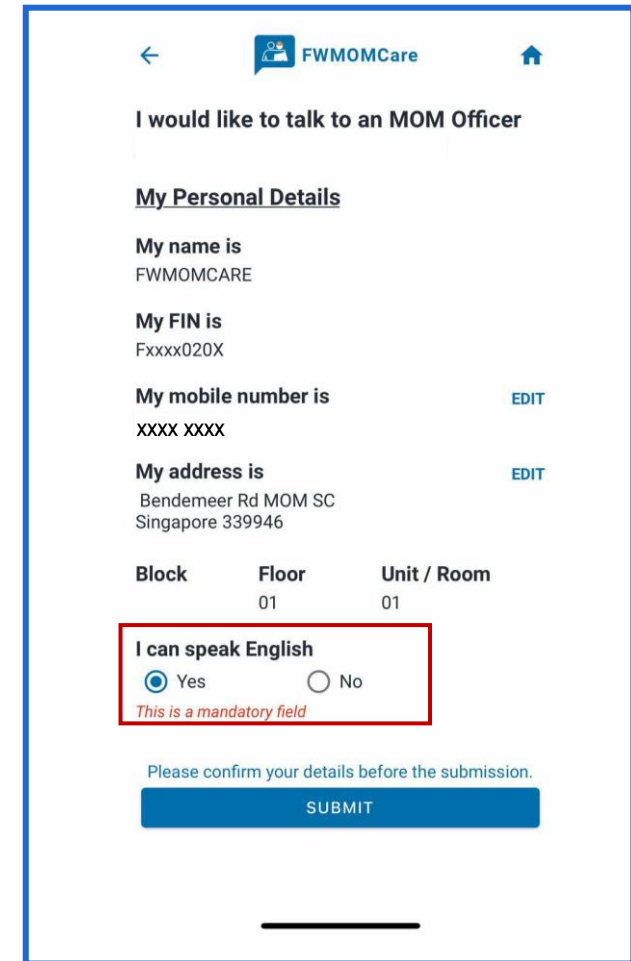 FWMOMCare
I would like to talk to an MOM Officer
My Personal Details
My name is
FWMOMCARE
My FIN is
Fxxxx020X
My mobile number is EDIT
XXXX XXXX
My address is EDIT
Bendemeer Rd MOM SC
Singapore 339946
Block Floor Unit / Room
01 01
I can speak English
Yes No
This is a mandatory field
Please confirm your details before the submission.
SUBMIT